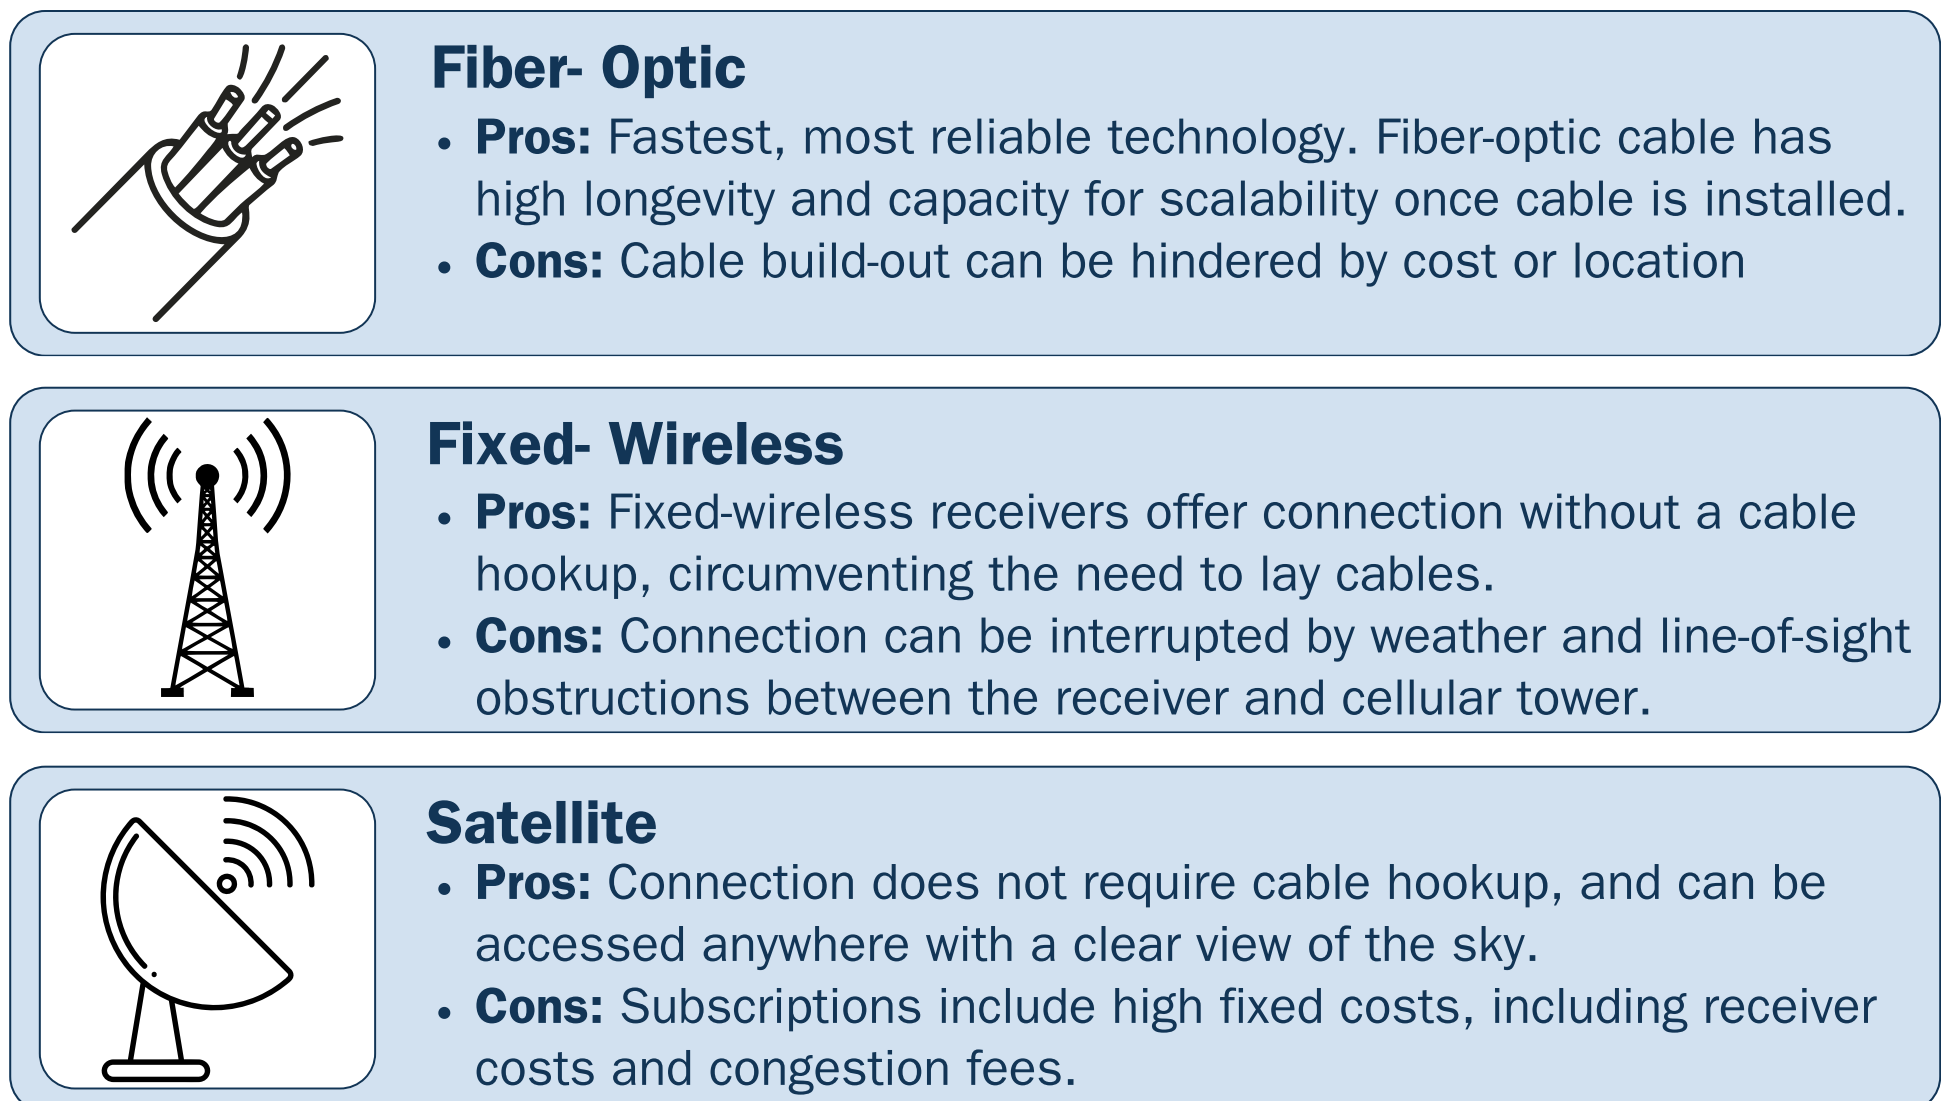 Fiber- Optic
• Pros: Fastest, most reliable technology. Fiber-optic cable has
high longevity and capacity for scalability once cable is installed.
• Cons: Cable build-out can be hindered by cost or location
Fixed- Wireless
• Pros: Fixed-wireless receivers offer connection without a cable
hookup, circumventing the need to lay cables.
• Cons: Connection can be interrupted by weather and line-of-sight
obstructions between the receiver and cellular tower.
Satellite
• Pros: Connection does not require cable hookup, and can be
accessed anywhere with a clear view of the sky.
• Cons: Subscriptions include high fixed costs, including receiver
costs and congestion fees.